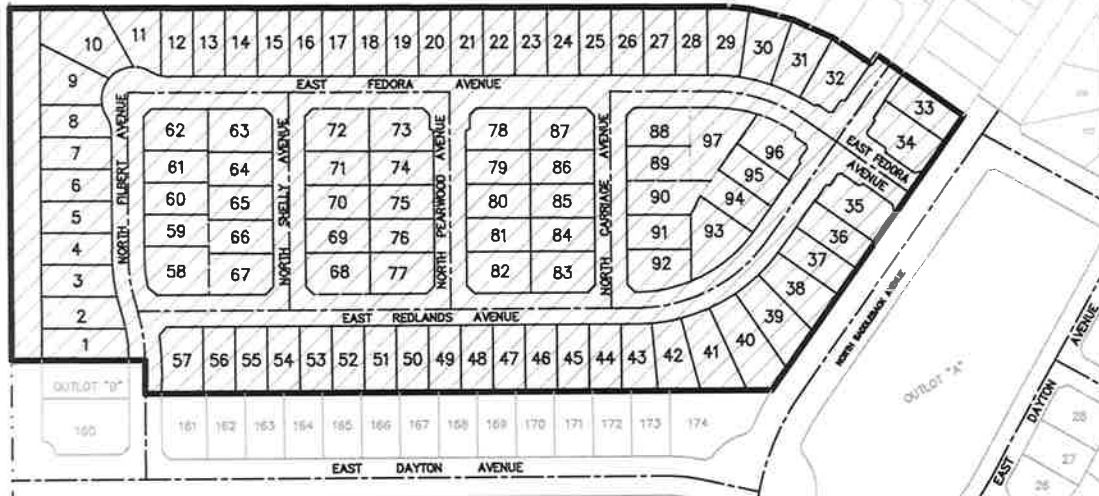 10 11 12 13 14 15 16 17 18 19 20 21 22 23 24 25 26 27 28 29 30 31 32
9
EAST FEDORA AVENUE
33
34
8
7
6
5
4
3
2
1
NORTH FILBERT AVENUE
62 63
61 64
60 65
59 66
58 67
NORTH SHELLY AVENUE
72 73
71 74
70 75
69 76
68 77
NORTH PEARWOOD AVENUE
78 87
79 86
80 85
81 84
82 83
NORTH CARRIAGE AVENUE
88 97 96
89 95
90 94
91 93
92
EAST FEDORA AVENUE
35
36
37
38
39
40
EAST REDLANDS AVENUE
57 56 55 54 53 52 51 50 49 48 47 46 45 44 43 42 41
NORTH SADDLEBACK AVENUE
OUTLOT "B"
160
161 162 163 164 165 166 167 168 169 170 171 172 173 174
EAST DAYTON AVENUE
OUTLOT "A"
EAST DAYTON AVENUE
28
27
26